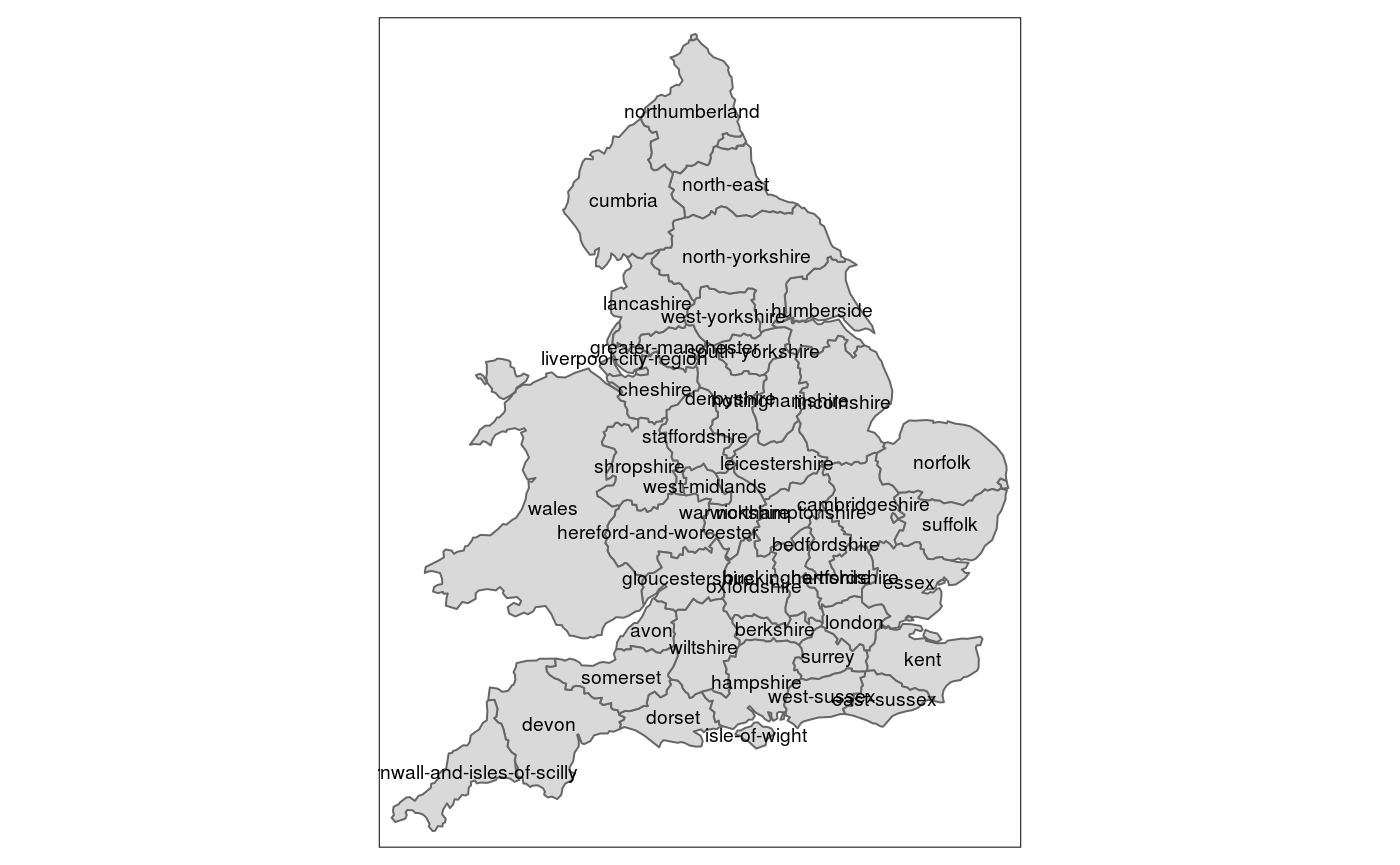 northumberland
north-east
cumbria
north-yorkshire
lancashire
humberside
west-yorkshire
greater-manchester
south-yorkshire
liverpool-city-region
cheshire
derbyshire
nottinghamshire
lincolnshire
staffordshire
norfolk
shropshire
leicestershire
west-midlands
cambridgeshire
wales
warwickshire
northamptonshire
suffolk
hereford-and-worcester
bedfordshire
gloucestershire
buckinghamshire
hertfordshire
oxfordshire
essex
avon
berkshire
london
wiltshire
surrey
kent
somerset
hampshire
west-sussex
east-sussex
dorset
devon
isle-of-wight
rnwall-and-isles-of-scilly